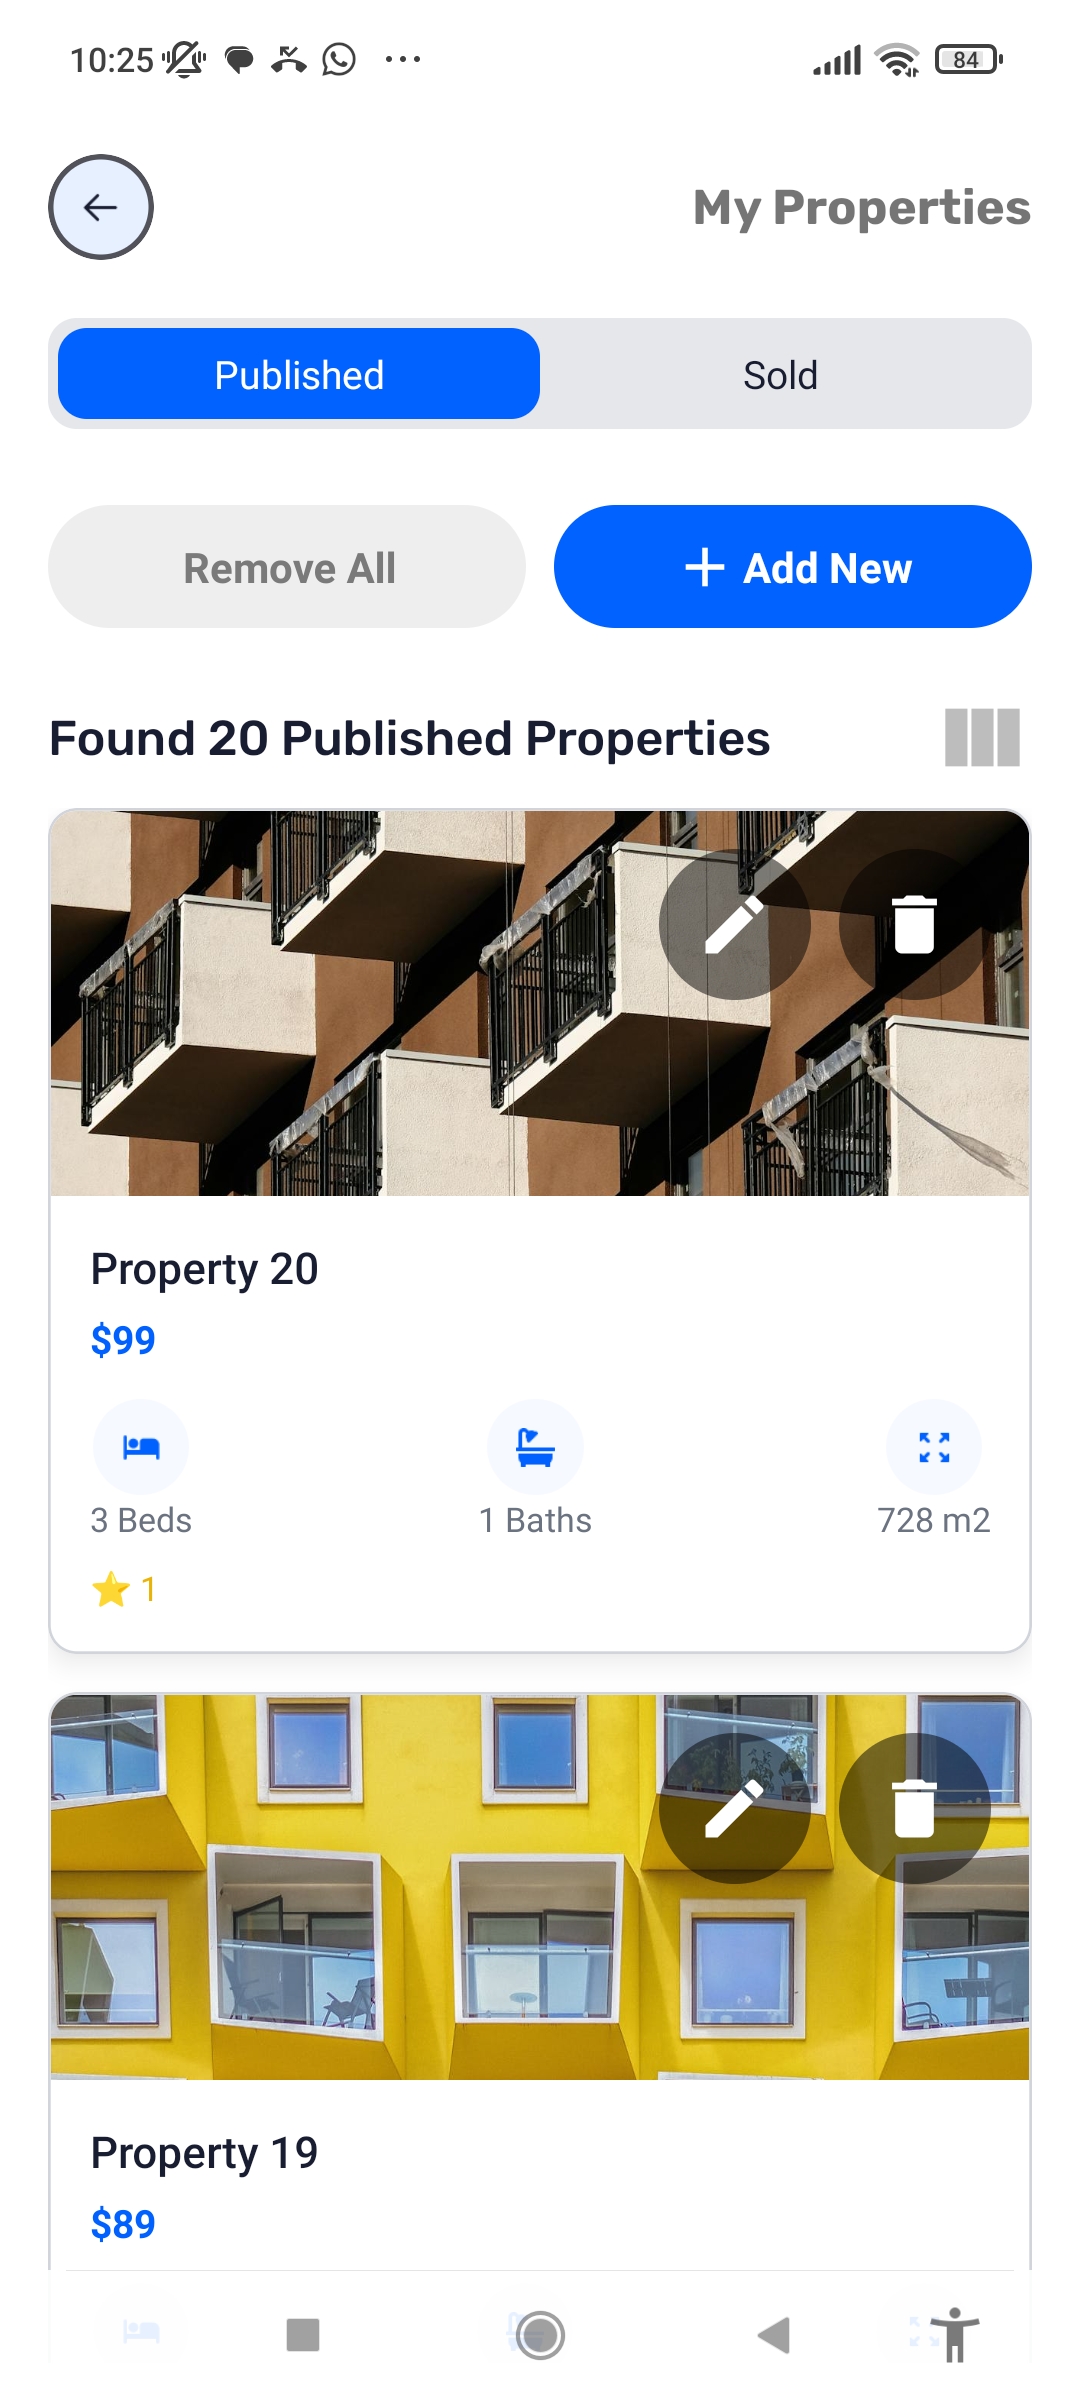 10:25
84
My Properties
Published
Sold
Remove All
Add New
Found 20 Published Properties
Property 20
$99
3 Beds
1 Baths
728 m2
1
Property 19
$89